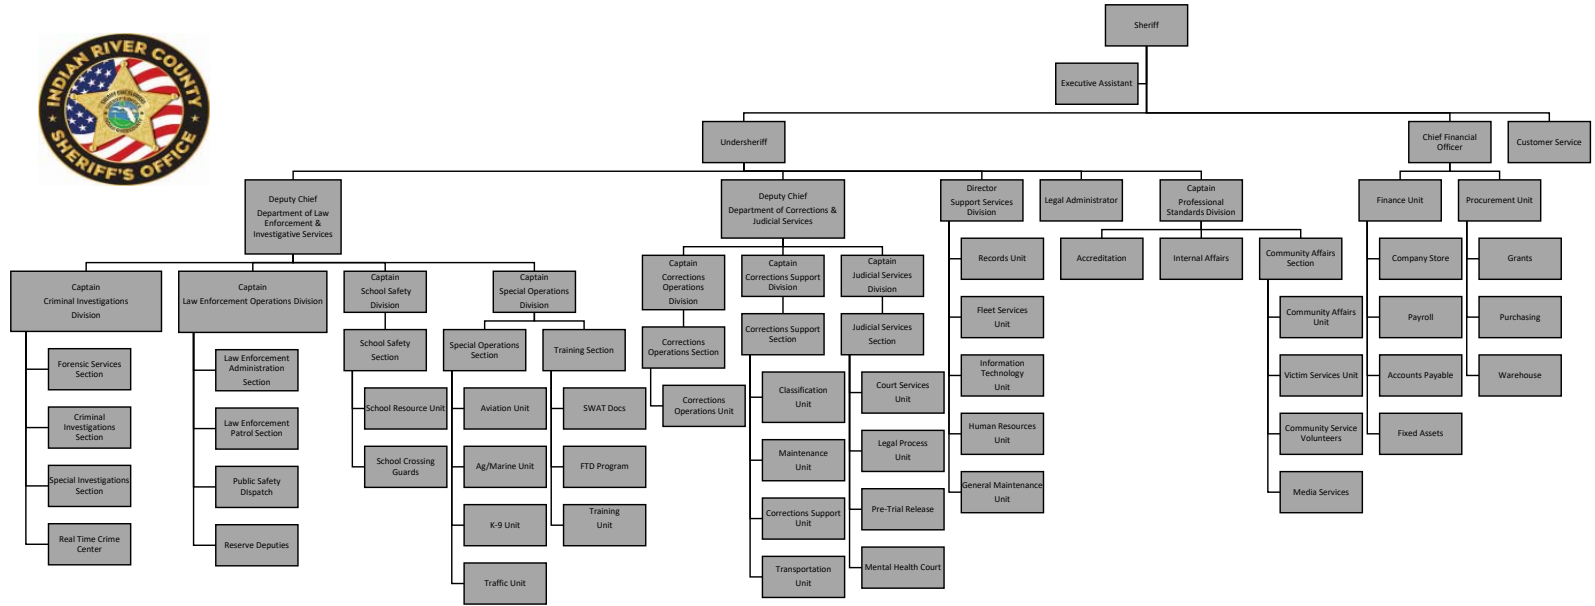 Sheriff
INDIAN RIVER COUNTY
SHERIFF'S OFFICE
Executive Assistant
Undersheriff
Chief Financial
Officer
Customer Service
Deputy Chief
Department of Law
Enforcement &
Investigative Services
Deputy Chief
Department of Corrections &
Judicial Services
Director
Support Services
Division
Legal Administrator
Captain
Professional
Standards Division
Finance Unit
Procurement Unit
Captain
Criminal Investigations
Division
Captain
Law Enforcement Operations Division
Captain
School Safety
Division
Captain
Special Operations
Division
Captain
Corrections
Operations
Division
Captain
Corrections Support
Division
Captain
Judicial Services
Division
Records Unit
Accreditation
Internal Affairs
Community Affairs
Section
Company Store
Grants
Forensic Services
Section
Law Enforcement
Administration
Section
School Safety
Section
Special Operations
Section
Training Section
Corrections
Operations Section
Corrections Support
Section
Judicial Services
Section
Fleet Services
Unit
Community Affairs
Unit
Payroll
Purchasing
Criminal
Investigations
Section
Law Enforcement
Patrol Section
School Resource Unit
Aviation Unit
SWAT Docs
Corrections
Operations Unit
Classification
Unit
Court Services
Unit
Information
Technology
Unit
Victim Services Unit
Accounts Payable
Warehouse
Special Investigations
Section
Public Safety
DIspatch
School Crossing
Guards
Ag/Marine Unit
FTD Program
Maintenance
Unit
Legal Process
Unit
Human Resources
Unit
Community Service
Volunteers
Fixed Assets
Real Time Crime
Center
Reserve Deputies
K-9 Unit
Training
Unit
Corrections Support
Unit
Pre-Trial Release
General Maintenance
Unit
Media Services
Traffic Unit
Transportation
Unit
Mental Health Court